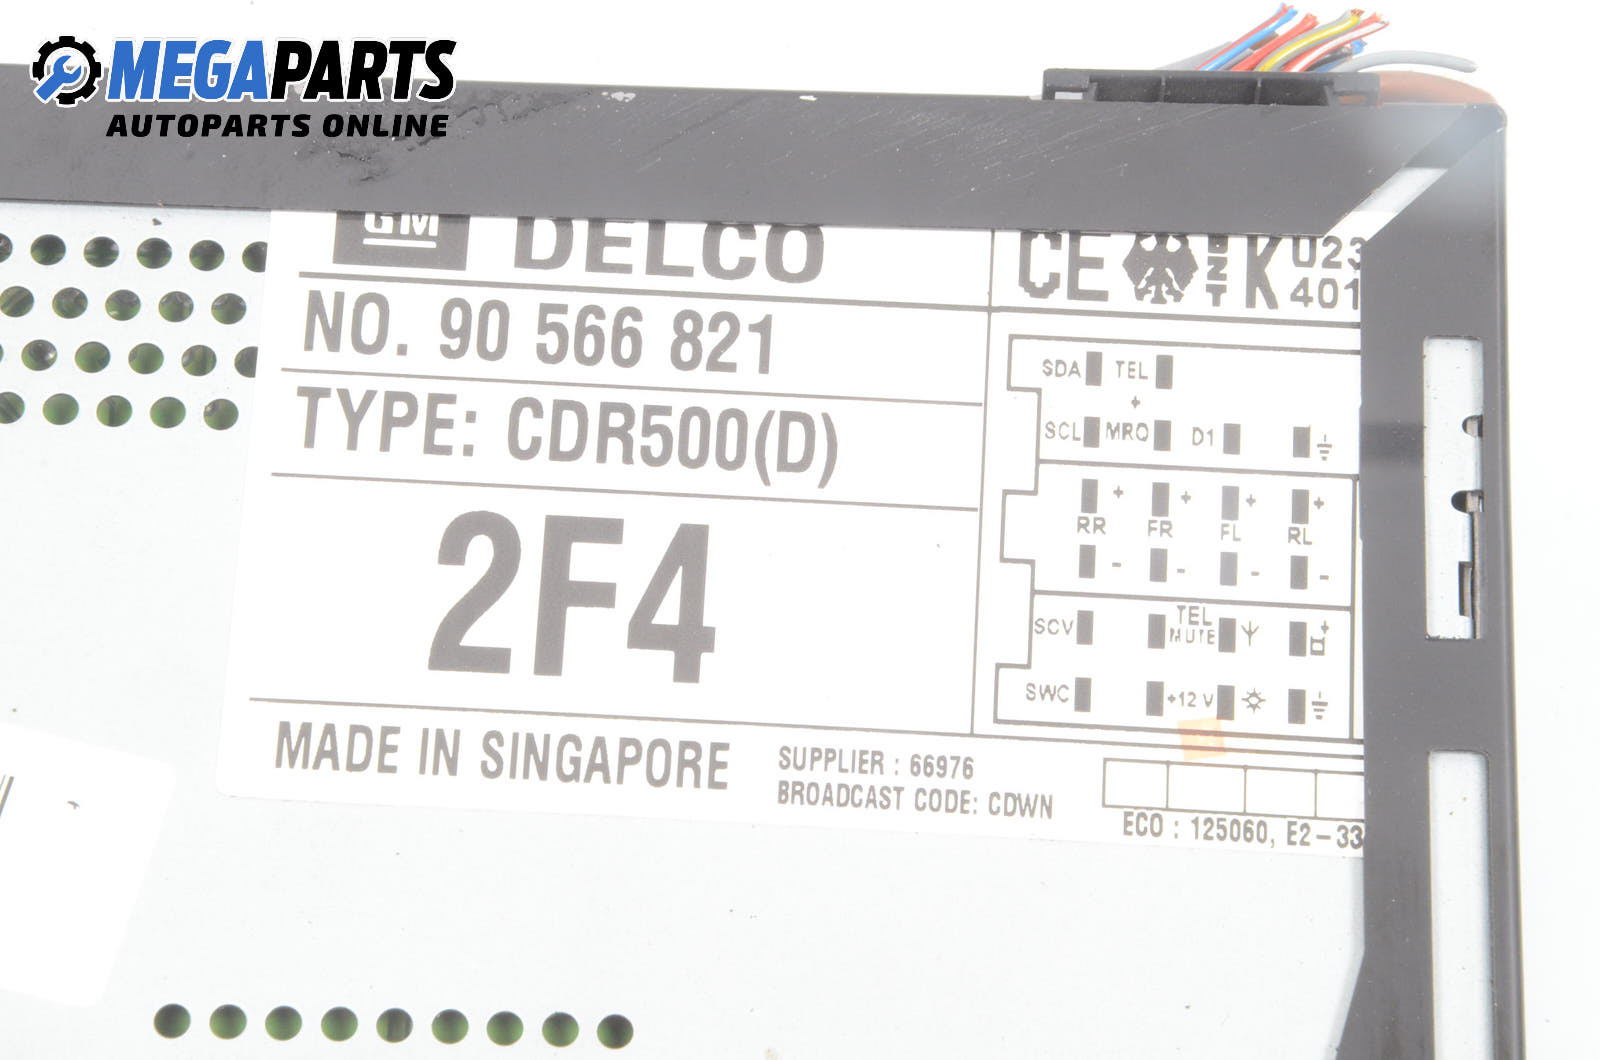 MEGAPARTS
AUTOPARTS ONLINE
GM DELCO
NO. 90 566 821
TYPE: CDR500(D)
2F4
MADE IN SINGAPORE
SUPPLIER : 66976
BROADCAST CODE: CDWN
CE K 023
401
SDA TEL
+
SCL MRQ D1
+ + + +
RR FR FL RL
- - - -
SCV TEL MUTE +
SWC +12 V
ECO : 125060, E2-33